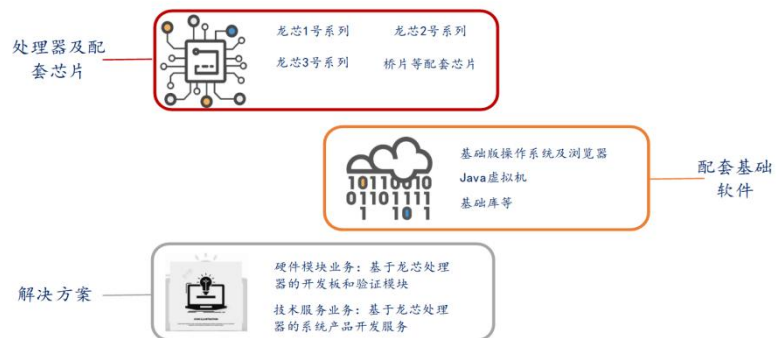 处理器及配
套芯片
龙芯1号系列 龙芯2号系列
龙芯3号系列 桥片等配套芯片
10110010
01101111
1 10 1
基础版操作系统及浏览器
Java虚拟机
基础库等
配套基础
软件
解决方案
硬件模块业务：基于龙芯处理
器的开发板和验证模块
技术服务业务：基于龙芯处理
器的系统产品开发服务